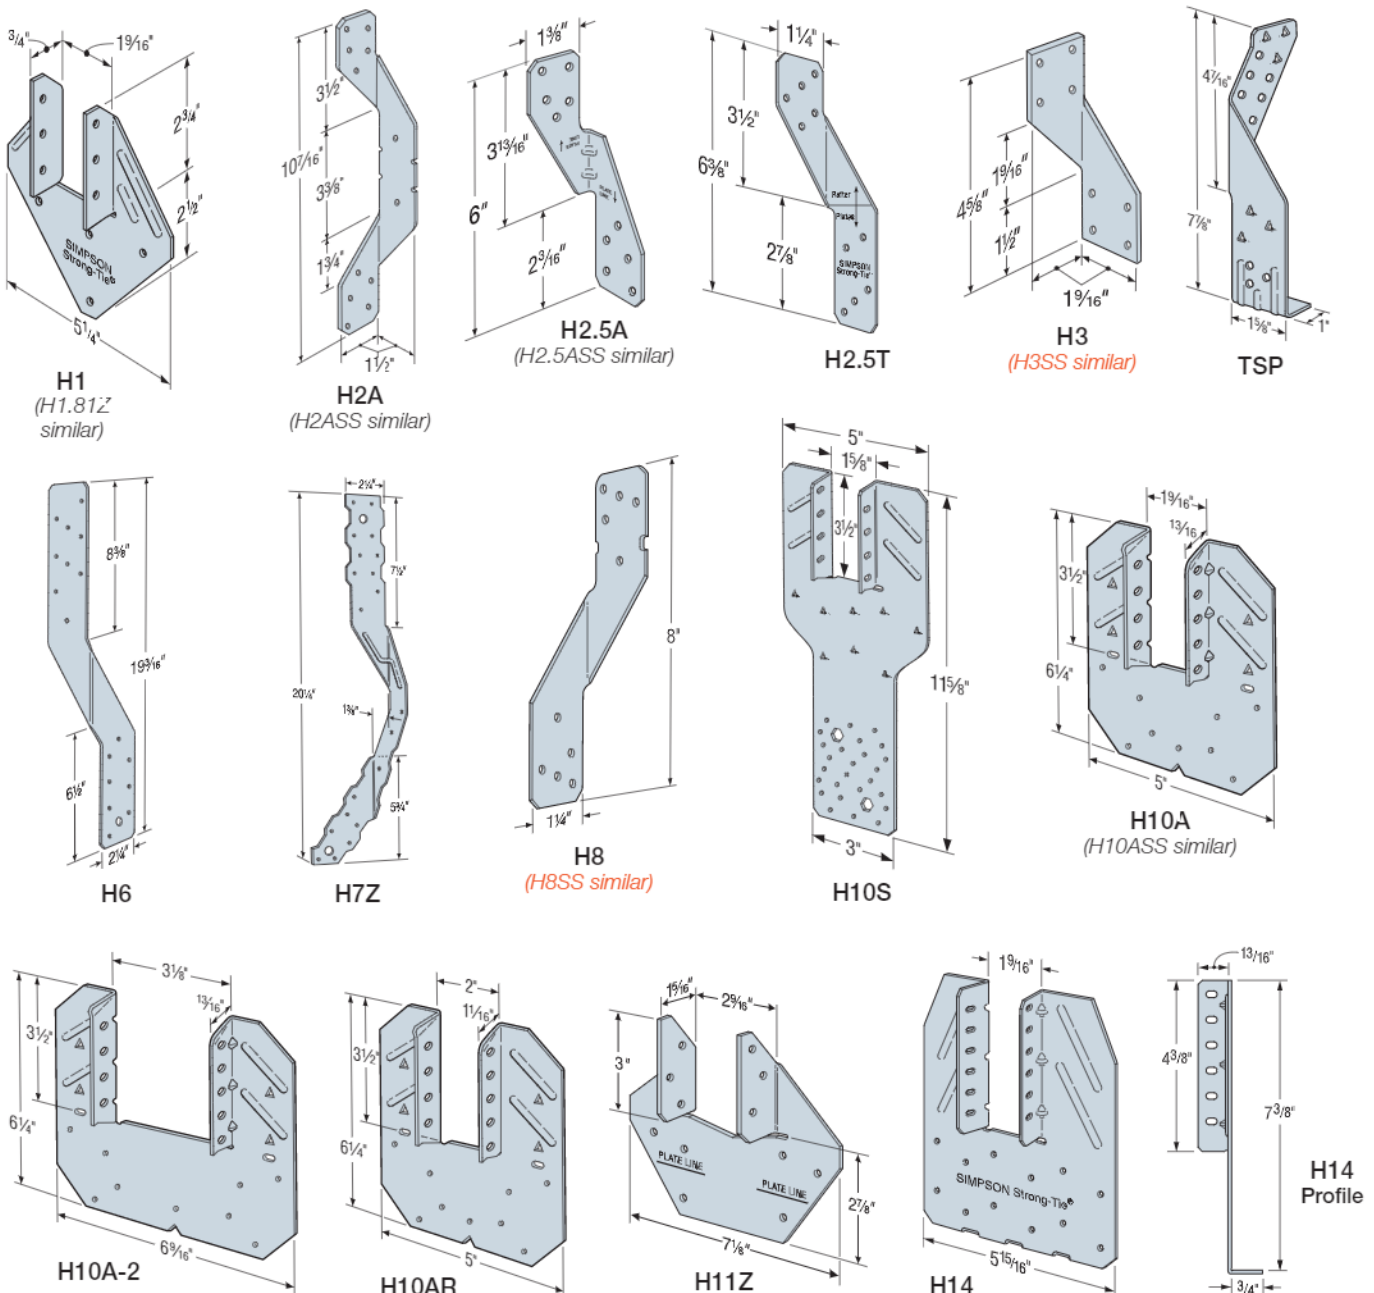 3/4"
1 9/16"
2 3/4"
2 1/2"
SIMPSON
Strong-Tie®
5 1/4"
H1
(H1.81Z
similar)
3 1/2"
10 7/16"
3 3/8"
1 3/4"
1 1/2"
H2A
(H2ASS similar)
1 3/8"
3 13/16"
6"
2 3/16"
H2.5A
(H2.5ASS similar)
1 1/4"
3 1/2"
6 3/8"
2 7/8"
Rafter
Plates
SIMPSON
Strong-Tie
H2.5T
4 5/8"
1 9/16"
1 1/2"
1 9/16"
H3
(H3SS similar)
4 7/16"
7 7/8"
1 5/8"
1"
TSP
8 3/8"
19 3/16"
6 1/2"
2 1/4"
H6
2 1/4"
7 1/2"
20 1/4"
1 3/8"
5 3/4"
H7Z
8"
1 1/4"
H8
(H8SS similar)
5"
1 5/8"
3 1/2"
11 5/8"
3"
H10S
1 9/16"
13/16
3 1/2"
6 1/4"
5"
H10A
(H10ASS similar)
3 1/8"
13/16"
3 1/2"
6 1/4"
6 9/16"
H10A-2
2"
1 1/16"
3 1/2"
6 1/4"
5"
H10AR
2 9/16"
3"
PLATE LINE
PLATE LINE
2 7/8"
7 1/8"
H11Z
1 9/16"
SIMPSON Strong-Tie®
5 15/16"
H14
13/16"
4 3/8"
7 3/8"
3/4"
H14
Profile